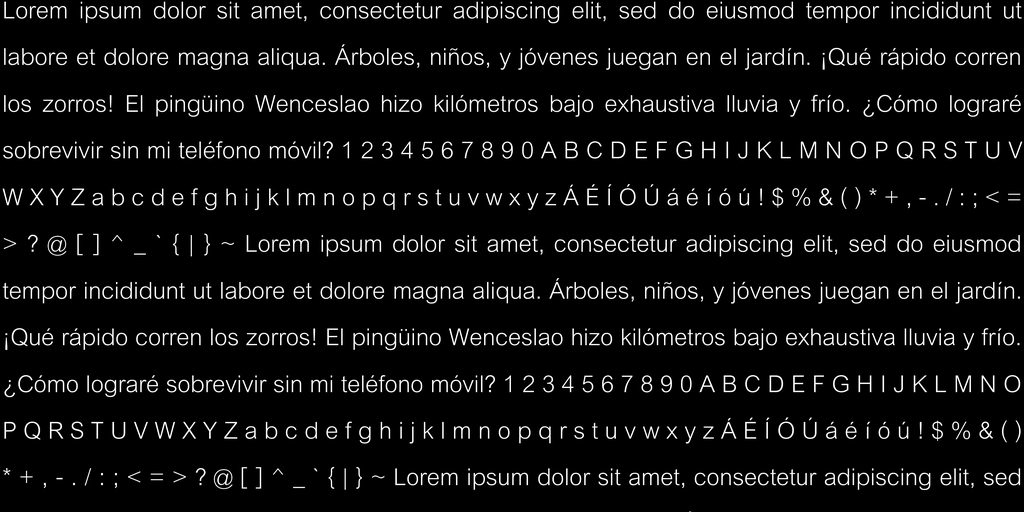 Lorem ipsum dolor sit amet, consectetur adipiscing elit, sed do eiusmod tempor incididunt ut
labore et dolore magna aliqua. Árboles, niños, y jóvenes juegan en el jardín. ¡Qué rápido corren
los zorros! El pingüino Wenceslao hizo kilómetros bajo exhaustiva lluvia y frío. ¿Cómo lograré
sobrevivir sin mi teléfono móvil? 1 2 3 4 5 6 7 8 9 0 A B C D E F G H I J K L M N O P Q R S T U V
W X Y Z a b c d e f g h i j k l m n o p q r s t u v w x y z Á É Í Ó Ú á é í ó ú ! $ % & ( ) * + , - . / : ; < =
> ? @ [ ] ^ _ ` { | } ~ Lorem ipsum dolor sit amet, consectetur adipiscing elit, sed do eiusmod
tempor incididunt ut labore et dolore magna aliqua. Árboles, niños, y jóvenes juegan en el jardín.
¡Qué rápido corren los zorros! El pingüino Wenceslao hizo kilómetros bajo exhaustiva lluvia y frío.
¿Cómo lograré sobrevivir sin mi teléfono móvil? 1 2 3 4 5 6 7 8 9 0 A B C D E F G H I J K L M N O
P Q R S T U V W X Y Z a b c d e f g h i j k l m n o p q r s t u v w x y z Á É Í Ó Ú á é í ó ú ! $ % & ( )
* + , - . / : ; < = > ? @ [ ] ^ _ ` { | } ~ Lorem ipsum dolor sit amet, consectetur adipiscing elit, sed